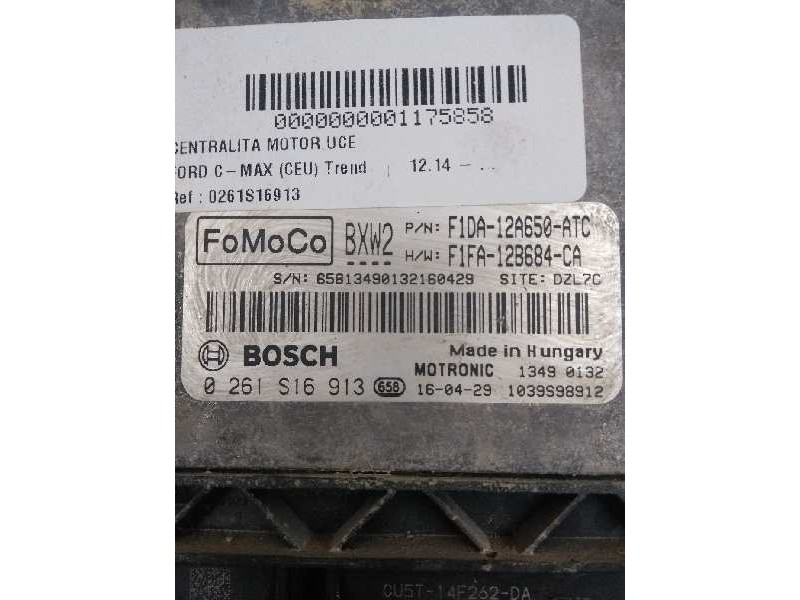 0000000001175858
CENTRALITA MOTOR UCE
FORD C-MAX (CEU) Trend | 12.14 - ...
Ref : 0261S16913
FoMoCo BXW2 P/N: F1DA-12A650-ATC
H/W: F1FA-12B684-CA
S/N: 65813490132160429 SITE: DZL7C
BOSCH Made in Hungary
MOTRONIC 1349 0132
0 261 S16 913 658 16-04-29 1039S98912
CU5T-14F262-DA